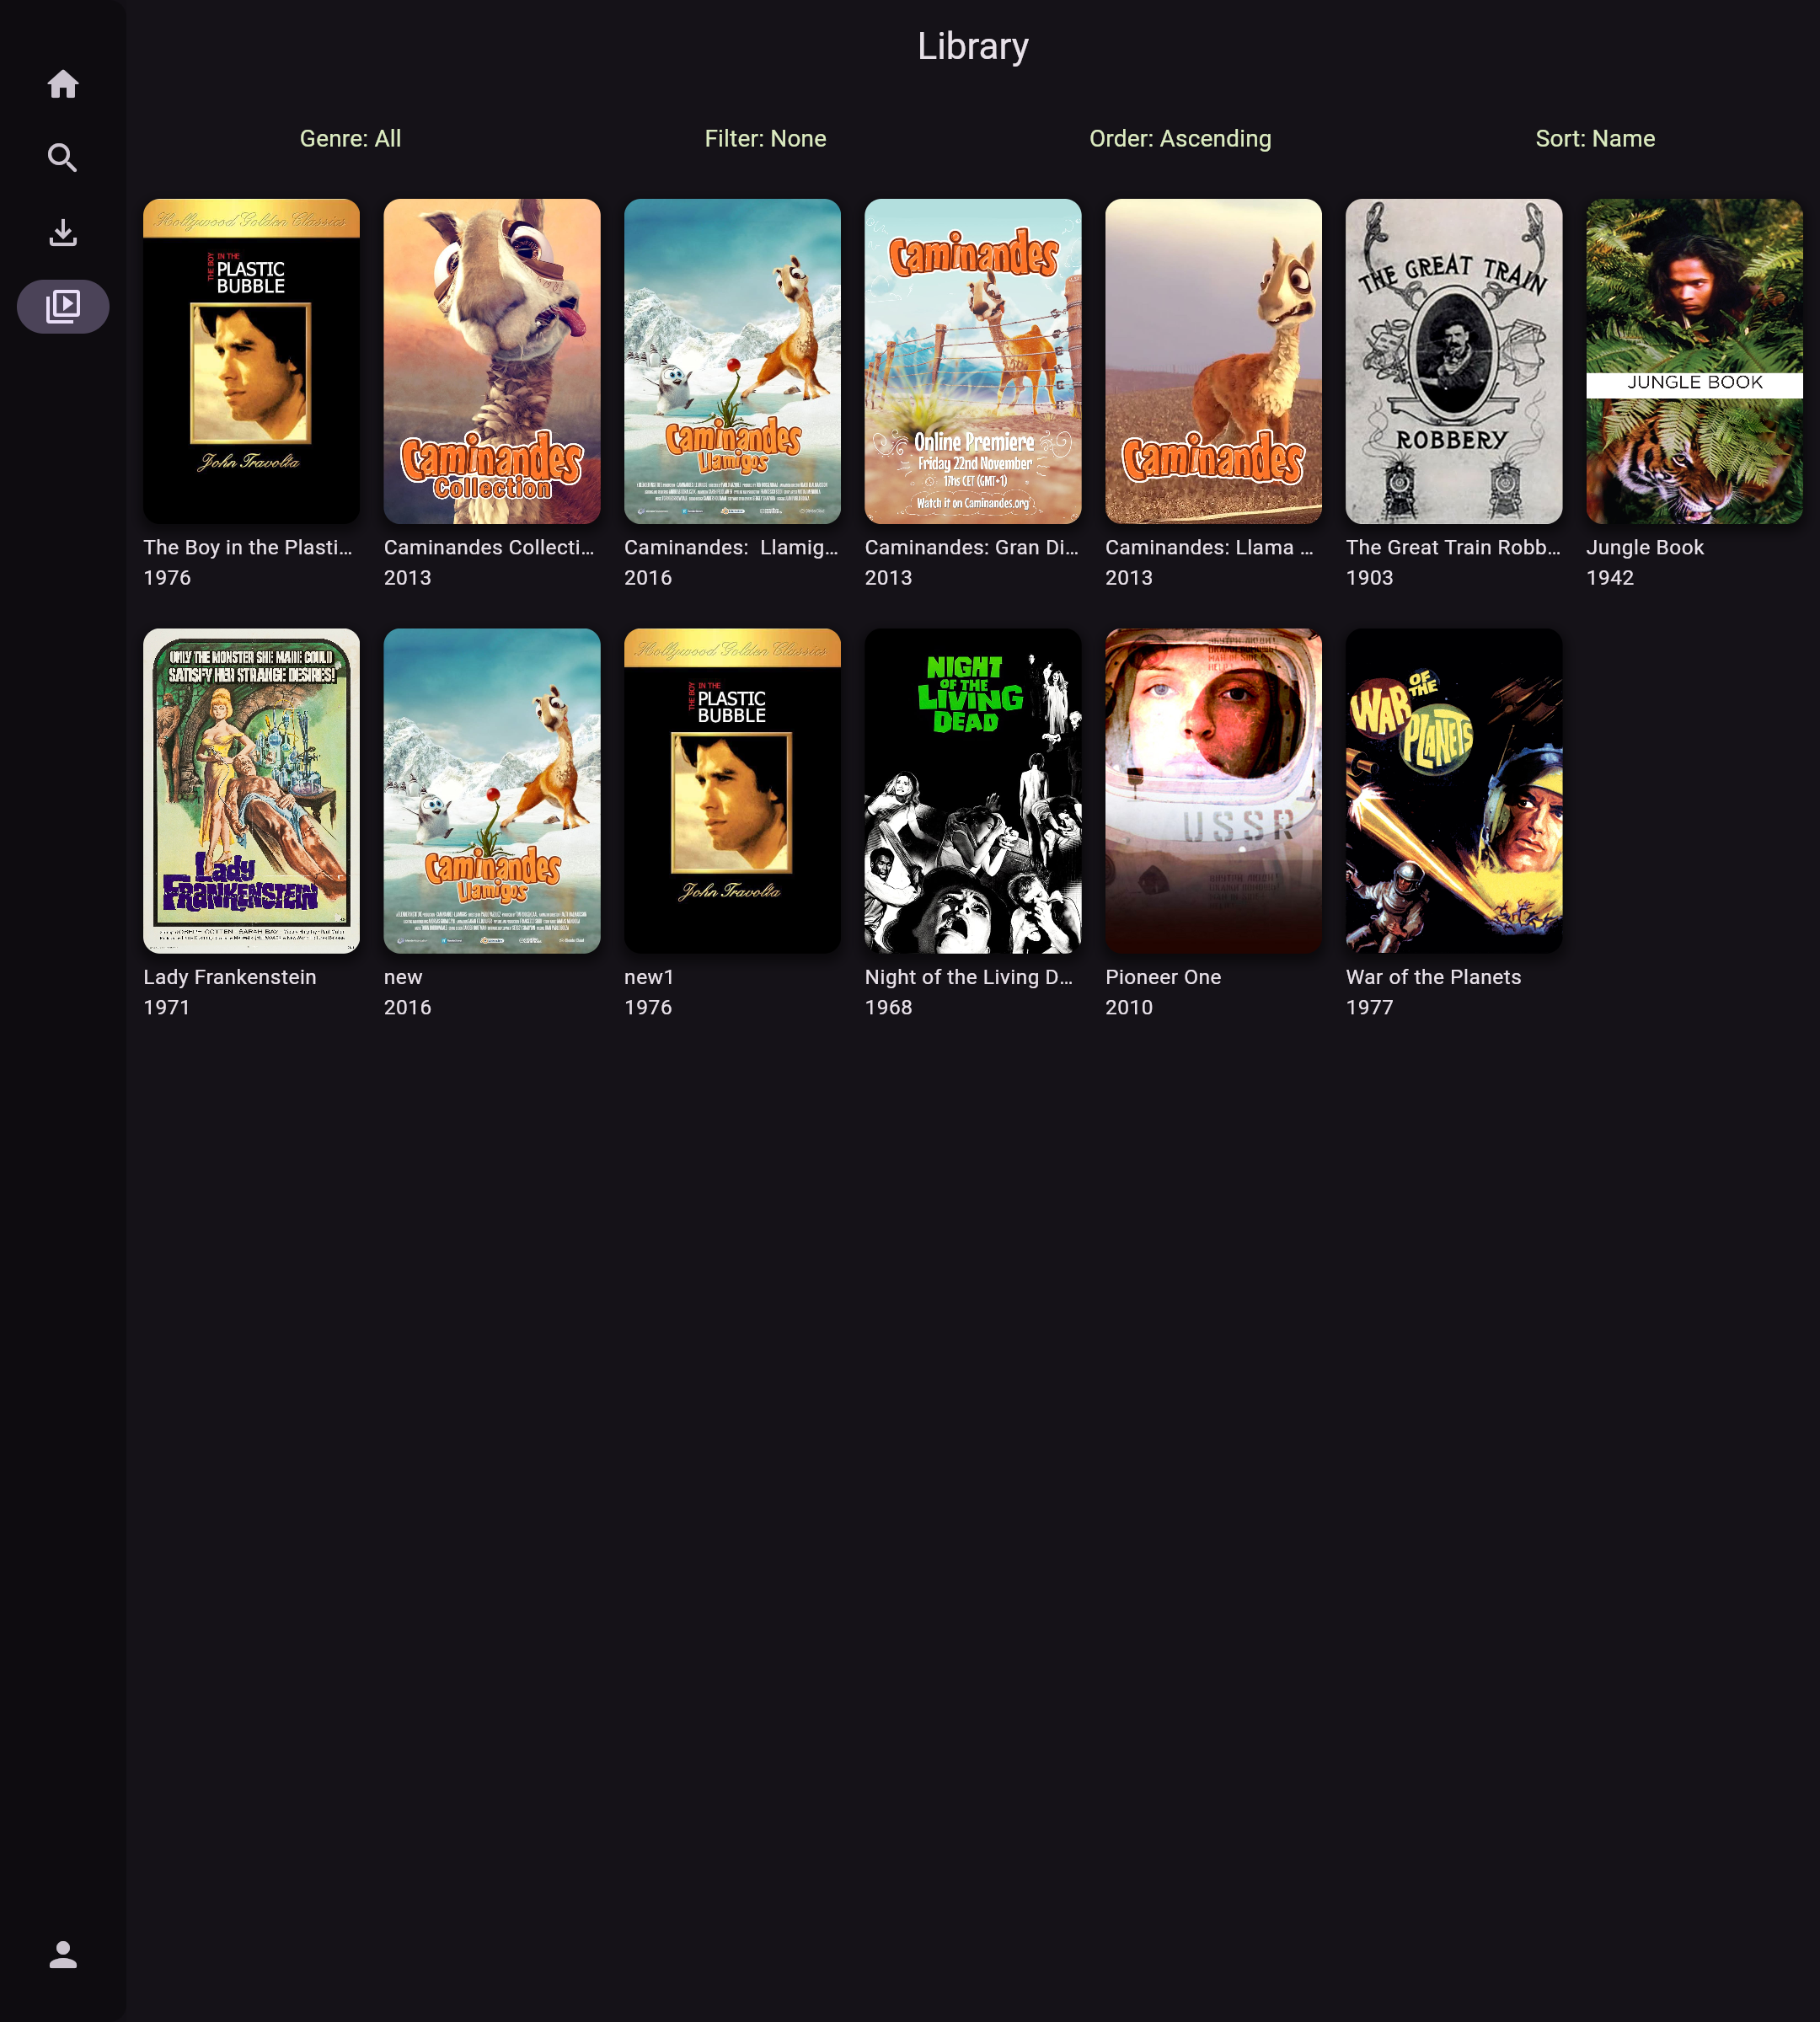 Library
Genre: All
Filter: None
Order: Ascending
Sort: Name
Hollywood Golden Classics
THE BOY
IN THE
PLASTIC
BUBBLE
John Travolta
The Boy in the Plasti...
1976
Caminandes
Collection
Caminandes Collecti...
2013
Caminandes
Llamigos
Caminandes:  Llamig...
2016
Caminandes
Online Premiere
Friday 22nd November
17hs CET (GMT+1)
Watch it on Caminandes.org
Caminandes: Gran Di...
2013
Caminandes
Caminandes: Llama ...
2013
THE GREAT TRAIN
ROBBERY
The Great Train Robb...
1903
JUNGLE BOOK
Jungle Book
1942
ONLY THE MONSTER SHE MADE COULD
SATISFY HER STRANGE DESIRES!
Lady
FRANKENSTEIN
Lady Frankenstein
1971
Caminandes
Llamigos
new
2016
Hollywood Golden Classics
THE BOY
IN THE
PLASTIC
BUBBLE
John Travolta
new1
1976
NIGHT
OF THE
LIVING
DEAD
Night of the Living D...
1968
USSR
Pioneer One
2010
WAR
OF THE
PLANETS
War of the Planets
1977